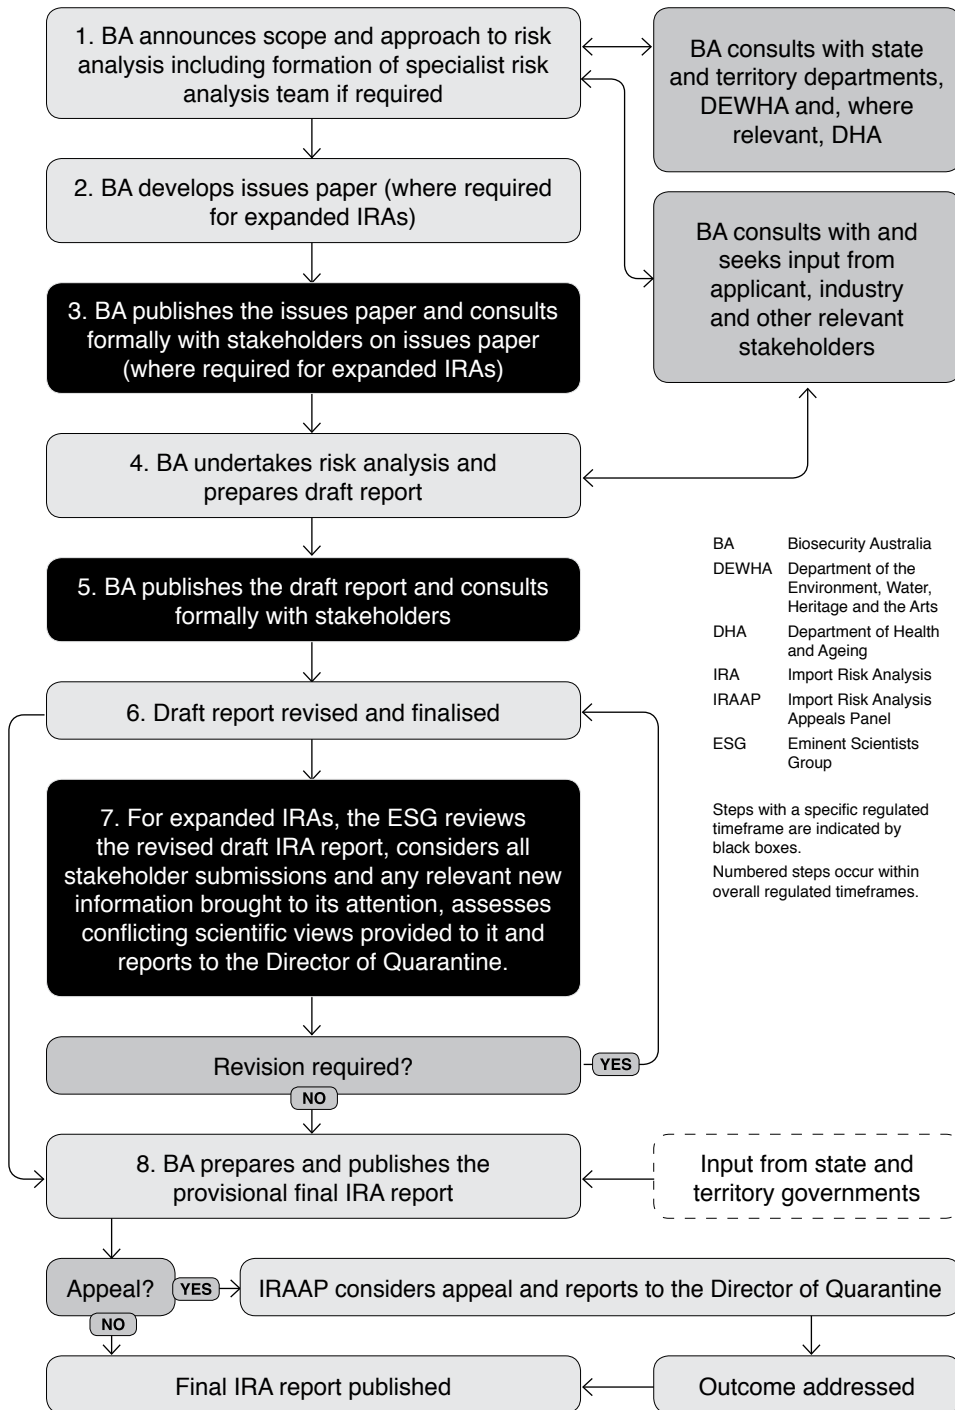 1. BA announces scope and approach to risk
analysis including formation of specialist risk
analysis team if required
BA consults with state
and territory departments,
DEWHA and, where
relevant, DHA
2. BA develops issues paper (where required
for expanded IRAs)
BA consults with and
seeks input from
applicant, industry
and other relevant
stakeholders
3. BA publishes the issues paper and consults
formally with stakeholders on issues paper
(where required for expanded IRAs)
4. BA undertakes risk analysis and
prepares draft report
5. BA publishes the draft report and consults
formally with stakeholders
6. Draft report revised and finalised
7. For expanded IRAs, the ESG reviews
the revised draft IRA report, considers all
stakeholder submissions and any relevant new
information brought to its attention, assesses
conflicting scientific views provided to it and
reports to the Director of Quarantine.
Revision required?
YES
NO
8. BA prepares and publishes the
provisional final IRA report
Input from state and
territory governments
Appeal?
YES
IRAAP considers appeal and reports to the Director of Quarantine
NO
Final IRA report published
Outcome addressed
BA Biosecurity Australia
DEWHA Department of the
Environment, Water,
Heritage and the Arts
DHA Department of Health
and Ageing
IRA Import Risk Analysis
IRAAP Import Risk Analysis
Appeals Panel
ESG Eminent Scientists
Group
Steps with a specific regulated
timeframe are indicated by
black boxes.
Numbered steps occur within
overall regulated timeframes.